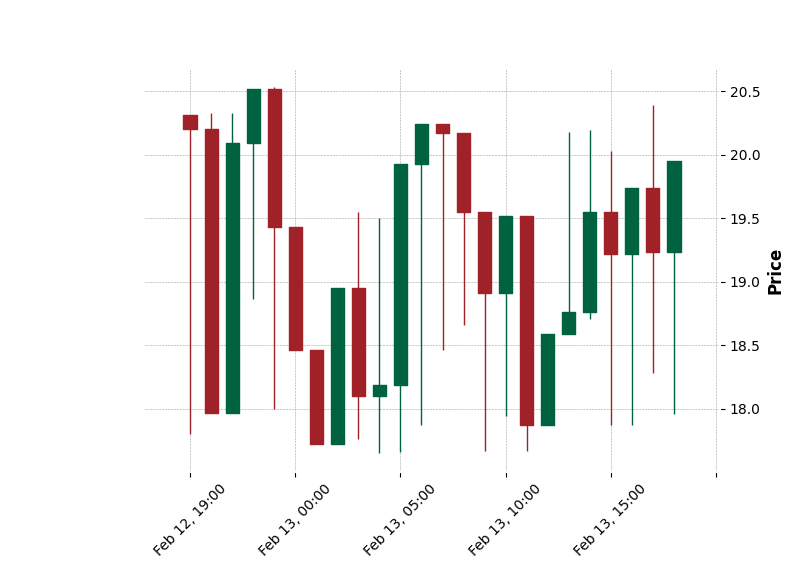 20.5
20.0
19.5
19.0
18.5
18.0
Price
Feb 12, 19:00
Feb 13, 00:00
Feb 13, 05:00
Feb 13, 10:00
Feb 13, 15:00